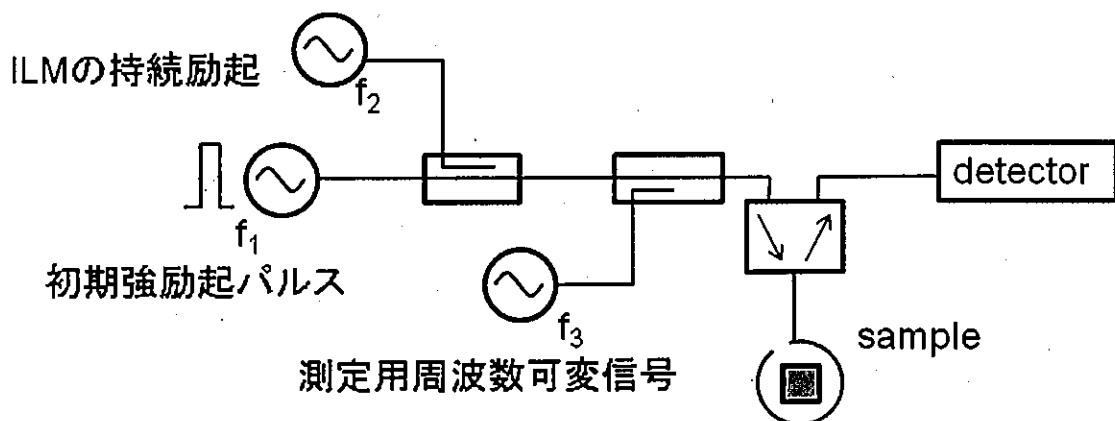 ILMの持続励起
f₂
detector
f₁
初期強励起パルス
f₃
sample
測定用周波数可変信号